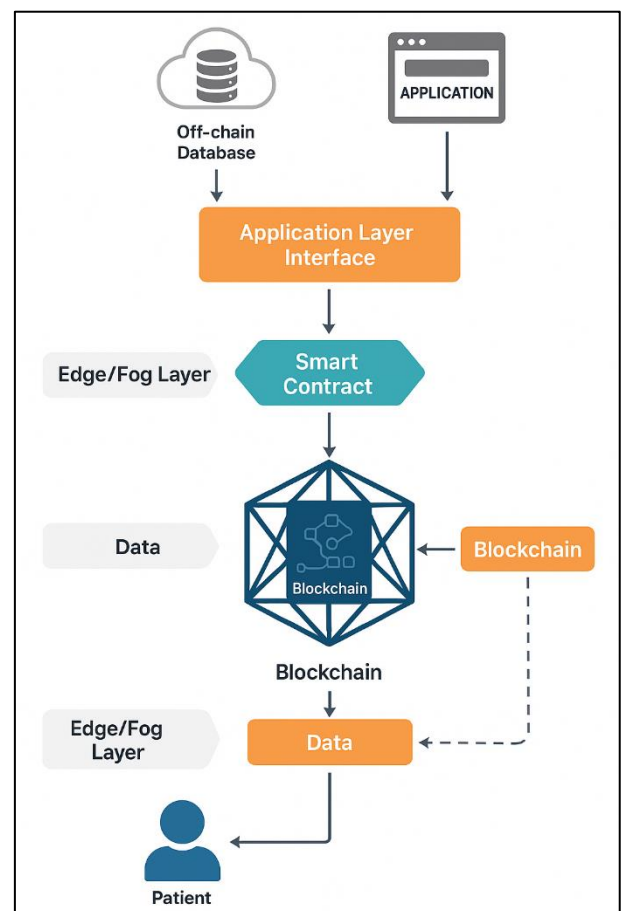 Off-chain
Database
APPLICATION
Application Layer
Interface
Edge/Fog Layer
Smart
Contract
Data
Blockchain
Blockchain
Blockchain
Edge/Fog
Layer
Data
Patient